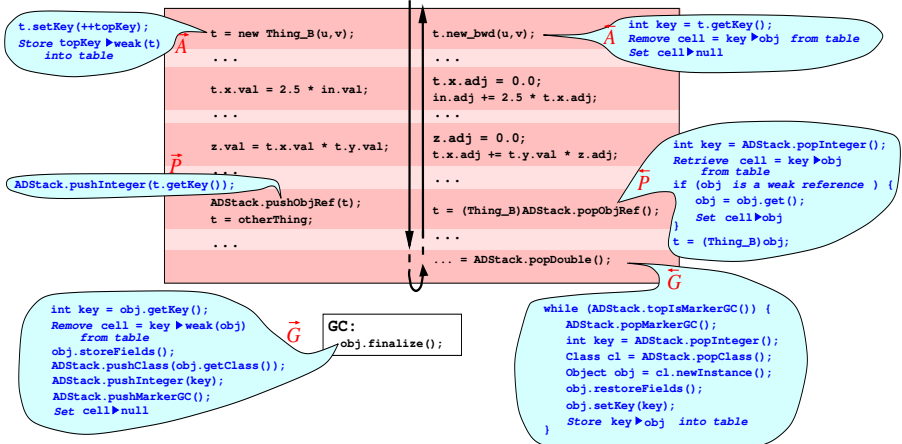 t.setKey(++topKey);
Store topKey▶weak(t)
into table
A
t = new Thing_B(u,v);
...
t.x.val = 2.5 * in.val;
...
z.val = t.x.val * t.y.val;
...
P
ADStack.pushInteger(t.getKey());
ADStack.pushObjRef(t);
t = otherThing;
...
t.new_bwd(u,v);
...
t.x.adj = 0.0;
in.adj += 2.5 * t.x.adj;
...
z.adj = 0.0;
t.x.adj += t.y.val * z.adj;
...
t = (Thing_B)ADStack.popObjRef();
...
... = ADStack.popDouble();
A
int key = t.getKey();
Remove cell = key▶obj from table
Set cell▶null
P
int key = ADStack.popInteger();
Retrieve cell = key▶obj
from table
if (obj is a weak reference ) {
obj = obj.get();
Set cell▶obj
}
t = (Thing_B)obj;
G
while (ADStack.topIsMarkerGC()) {
ADStack.popMarkerGC();
int key = ADStack.popInteger();
Class cl = ADStack.popClass();
Object obj = cl.newInstance();
obj.restoreFields();
obj.setKey(key);
Store key▶obj into table
}
int key = obj.getKey();
Remove cell = key▶weak(obj)
from table
obj.storeFields();
ADStack.pushClass(obj.getClass());
ADStack.pushInteger(key);
ADStack.pushMarkerGC();
Set cell▶null
G
GC:
obj.finalize();